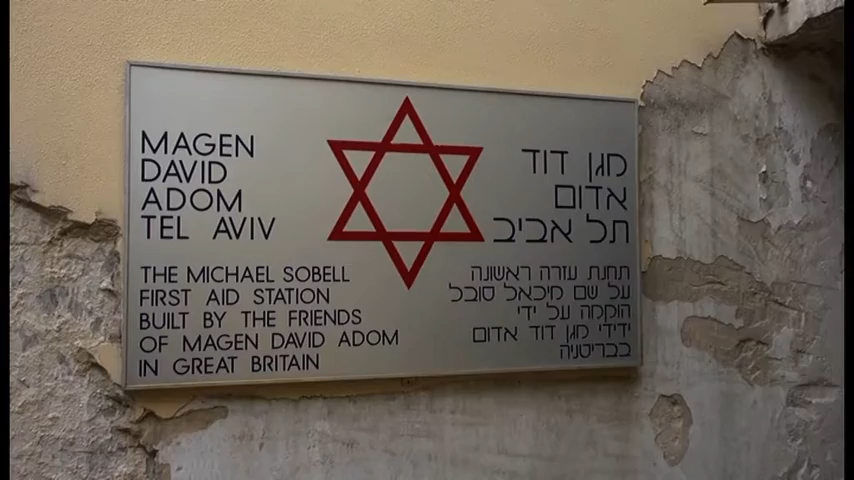 MAGEN
DAVID
ADOM
TEL AVIV
THE MICHAEL SOBELL
FIRST AID STATION
BUILT BY THE FRIENDS
OF MAGEN DAVID ADOM
IN GREAT BRITAIN
מגן דוד
אדום
תל אביב
תחנת עזרה ראשונה
על שם מיכאל סובל
הוקמה על ידי
ידידי מגן דוד אדום
בבריטניה